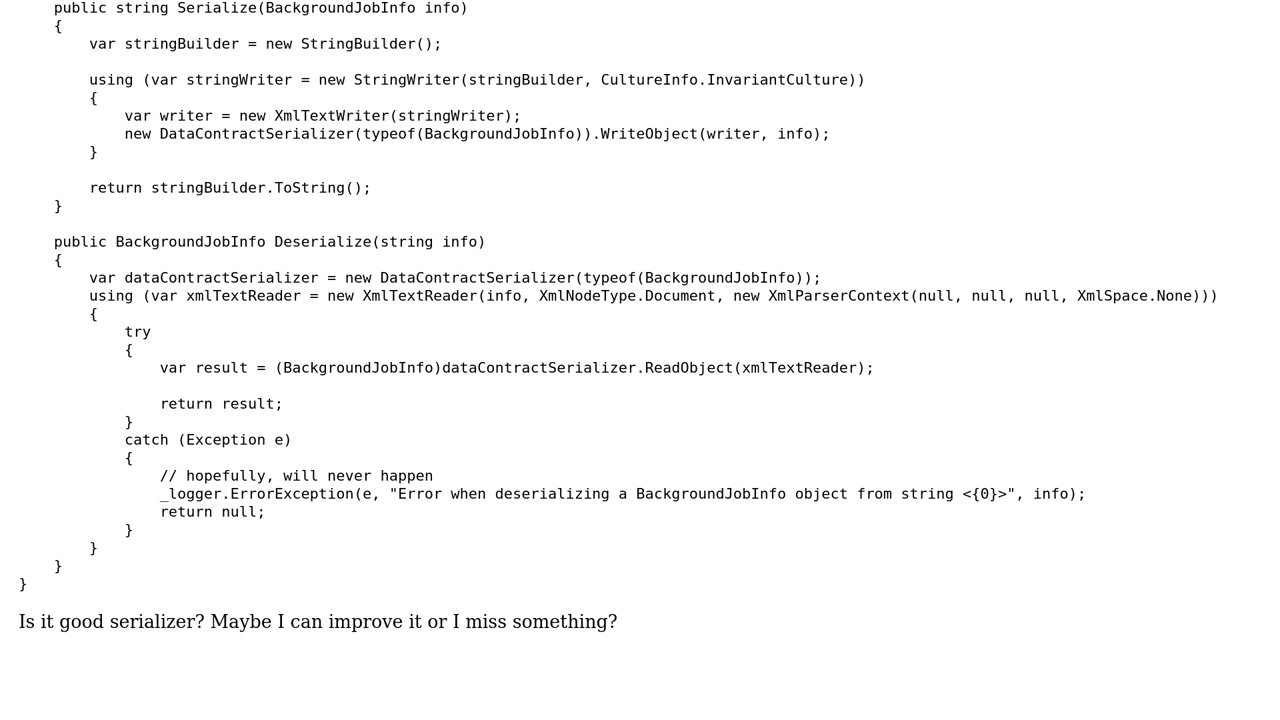 public string Serialize(BackgroundJobInfo info)
{
var stringBuilder = new StringBuilder();
using (var stringWriter = new StringWriter(stringBuilder, CultureInfo.InvariantCulture))
{
var writer = new XmlTextWriter(stringWriter);
new DataContractSerializer(typeof(BackgroundJobInfo)).WriteObject(writer, info);
}
return stringBuilder.ToString();
}
public BackgroundJobInfo Deserialize(string info)
{
var dataContractSerializer = new DataContractSerializer(typeof(BackgroundJobInfo));
using (var xmlTextReader = new XmlTextReader(info, XmlNodeType.Document, new XmlParserContext(null, null, null, XmlSpace.None)))
{
try
{
var result = (BackgroundJobInfo)dataContractSerializer.ReadObject(xmlTextReader);
return result;
}
catch (Exception e)
{
// hopefully, will never happen
_logger.ErrorException(e, "Error when deserializing a BackgroundJobInfo object from string <{0}>", info);
return null;
}
}
}
}
Is it good serializer? Maybe I can improve it or I miss something?